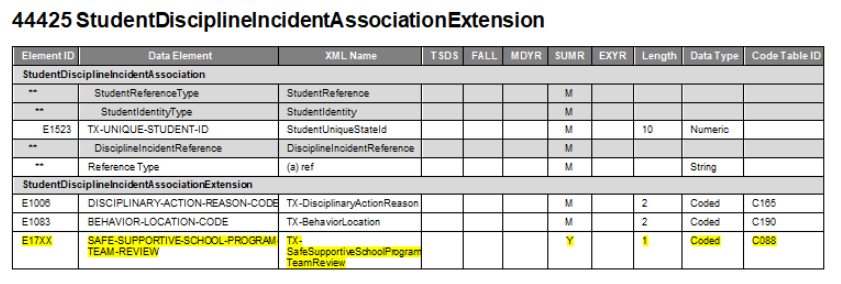 44425 StudentDisciplineIncidentAssociationExtension
Element ID Data Element XML Name TSDS FALL MDYR SUMR EXYR Length Data Type Code Table ID
StudentDisciplineIncidentAssociation
** StudentReferenceType StudentReference M
** StudentIdentityType StudentIdentity M
E1523 TX-UNIQUE-STUDENT-ID StudentUniqueStateId M 10 Numeric
** DisciplineIncidentReference DisciplineIncidentReference M
** Reference Type (a) ref M String
StudentDisciplineIncidentAssociationExtension
E1006 DISCIPLINARY-ACTION-REASON-CODE TX-DisciplinaryActionReason M 2 Coded C165
E1083 BEHAVIOR-LOCATION-CODE TX-BehaviorLocation M 2 Coded C190
E17XX SAFE-SUPPORTIVE-SCHOOL-PROGRAM- TX- Y 1 Coded C088
TEAM-REVIEW SafeSupportiveSchoolProgram
TeamReview